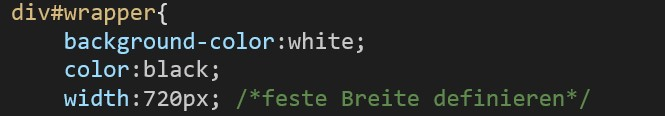 div#wrapper{
background-color:white;
color:black;
width:720px; /*feste Breite definieren*/